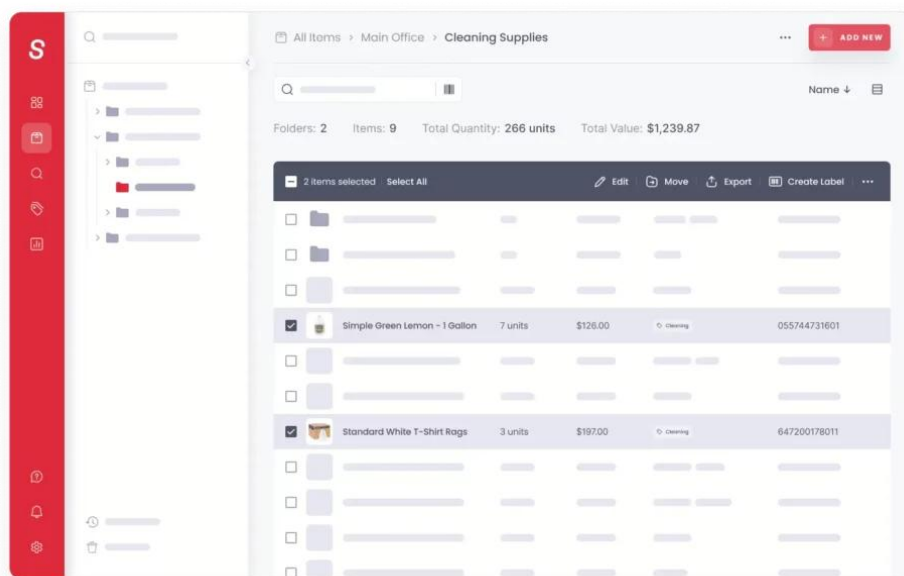 S
All Items > Main Office > Cleaning Supplies
··· + ADD NEW
Name ↓
Folders: 2 Items: 9 Total Quantity: 266 units Total Value: $1,239.87
2 items selected Select All Edit Move Export Create Label ···
Simple Green Lemon - 1 Gallon 7 units $126.00 Cleaning 055744731601
Standard White T-Shirt Rags 3 units $197.00 Cleaning 647200178011